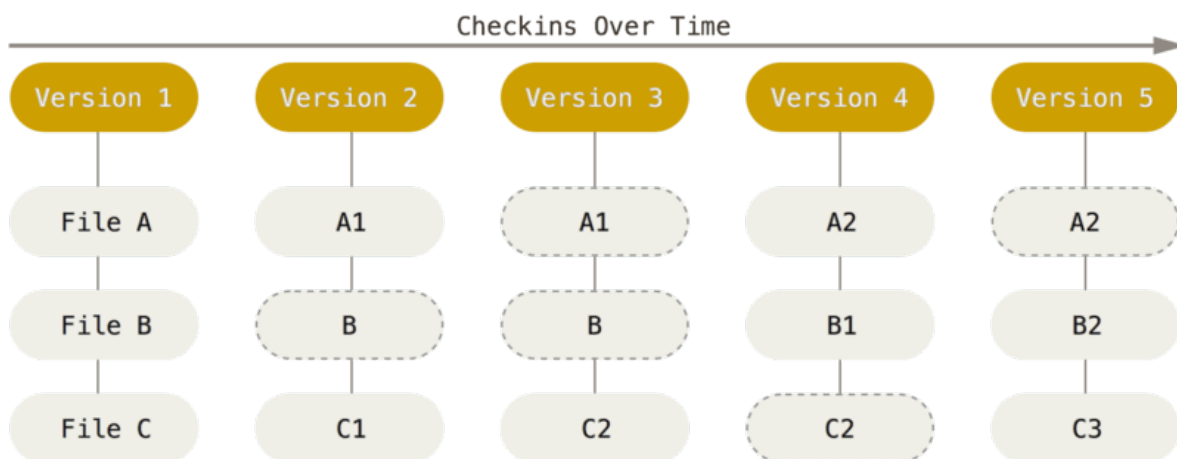 Checkins Over Time
Version 1 Version 2 Version 3 Version 4 Version 5
File A A1 A1 A2 A2
File B B B B1 B2
File C C1 C2 C2 C3